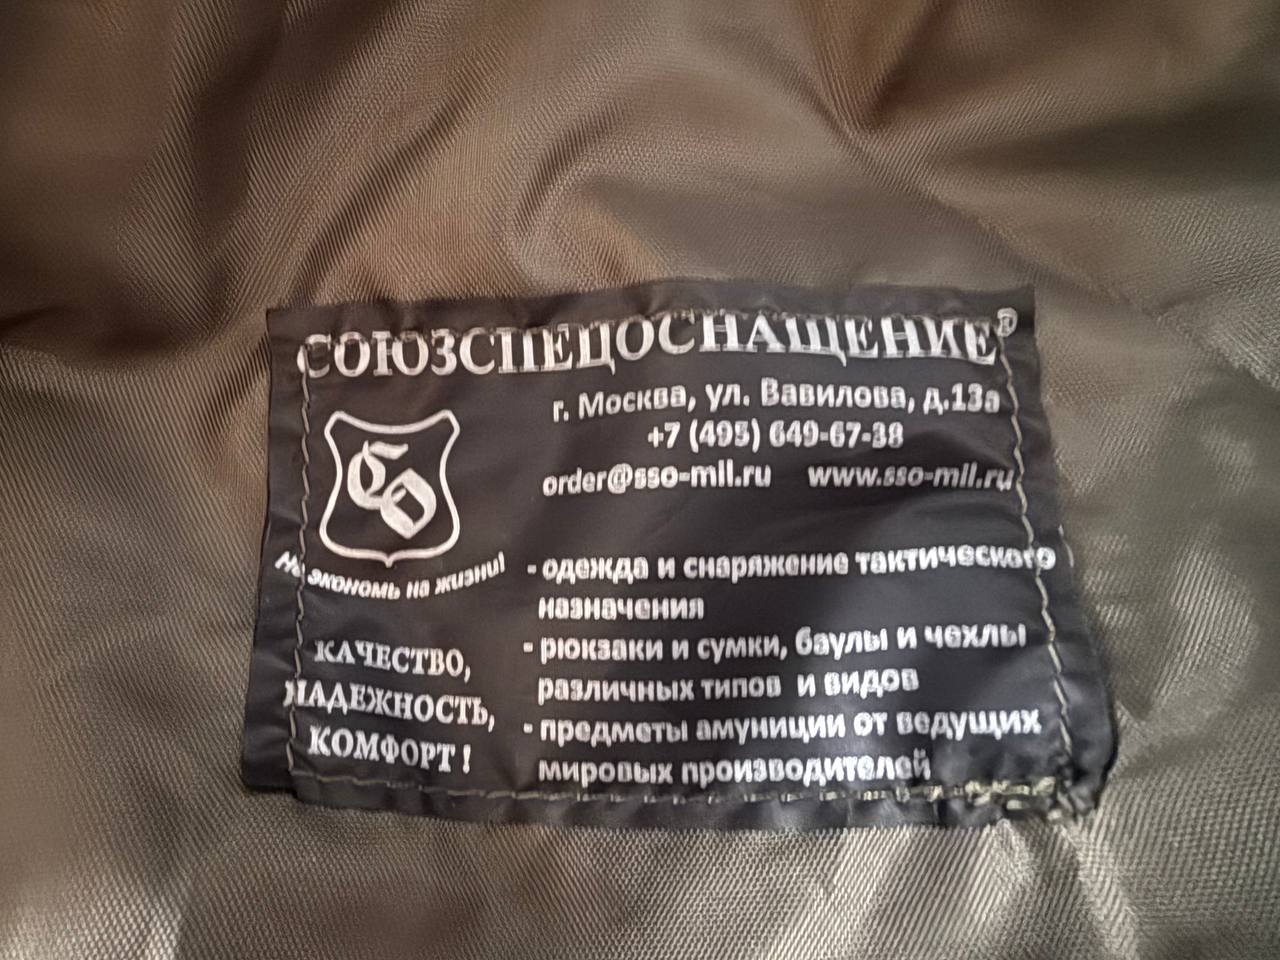 СОЮЗСПЕЦОСНАЩЕНИЕ®
г. Москва, ул. Вавилова, д.13а
+7 (495) 649-67-38
order@sso-mil.ru www.sso-mil.ru
СО
Не экономь на жизни!
КАЧЕСТВО,
НАДЕЖНОСТЬ,
КОМФОРТ!
- одежда и снаряжение тактического
назначения
- рюкзаки и сумки, баулы и чехлы
различных типов и видов
- предметы амуниции от ведущих
мировых производителей